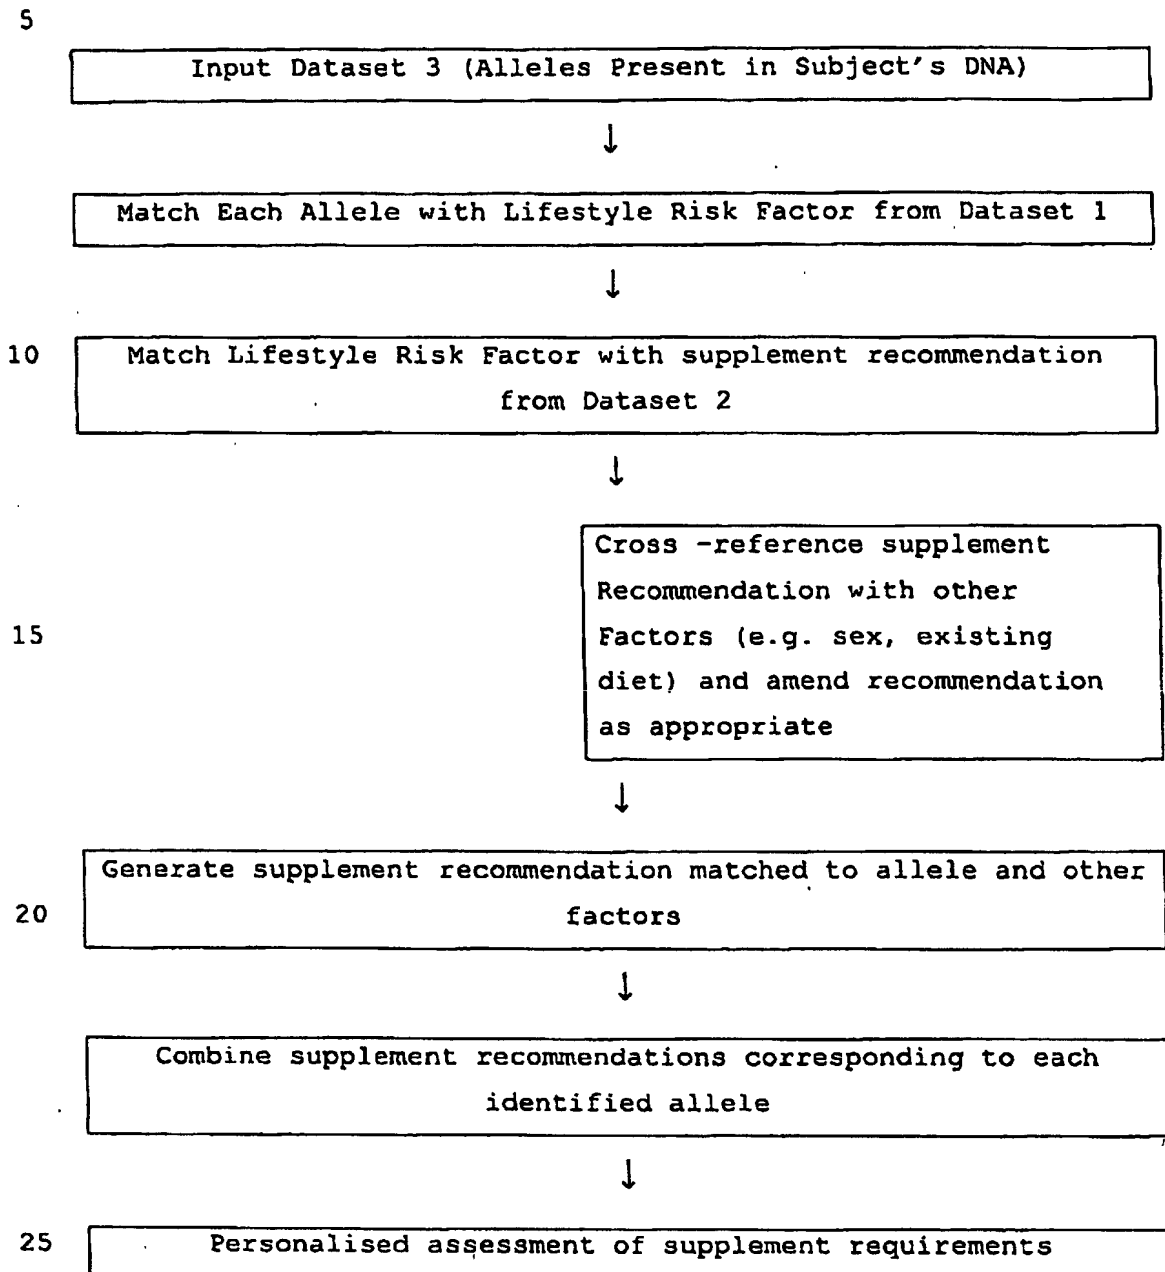 5
Input Dataset 3 (Alleles Present in Subject's DNA)
↓
Match Each Allele with Lifestyle Risk Factor from Dataset 1
↓
10 Match Lifestyle Risk Factor with supplement recommendation
from Dataset 2
↓
Cross -reference supplement
Recommendation with other
15 Factors (e.g. sex, existing
diet) and amend recommendation
as appropriate
↓
Generate supplement recommendation matched to allele and other
20 factors
↓
Combine supplement recommendations corresponding to each
identified allele
↓
25 Personalised assessment of supplement requirements